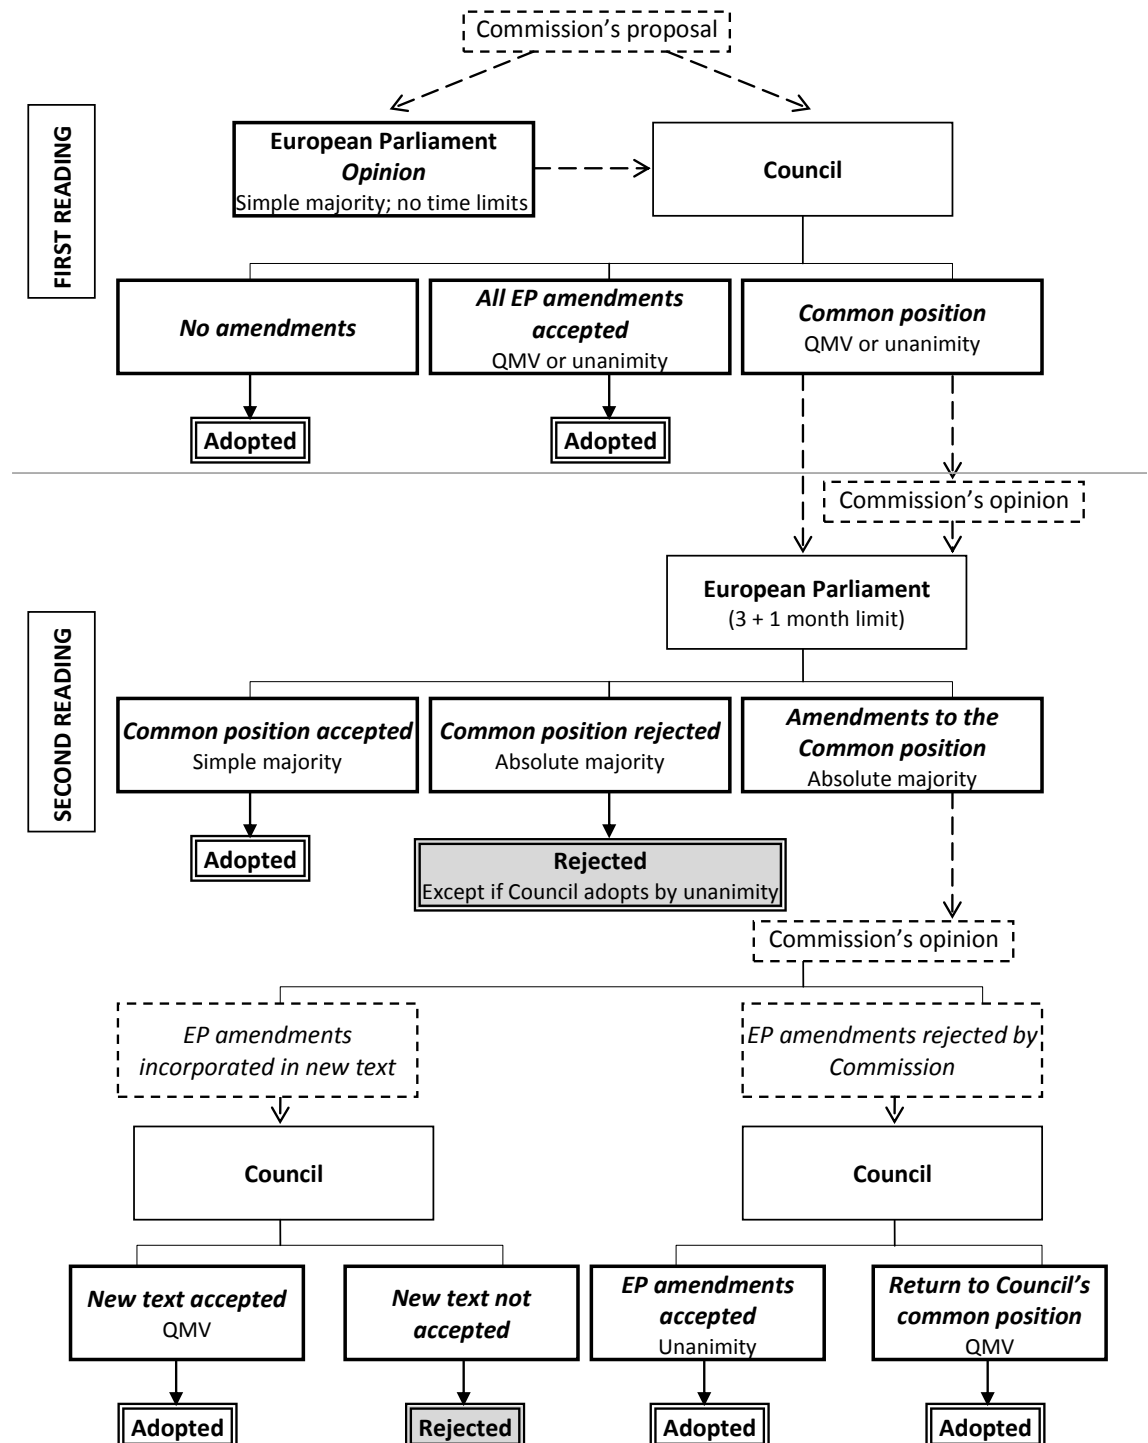 Commission’s proposal
FIRST READING
European Parliament
Opinion
Simple majority; no time limits
Council
No amendments
All EP amendments
accepted
QMV or unanimity
Common position
QMV or unanimity
Adopted
Adopted
Commission’s opinion
SECOND READING
European Parliament
(3 + 1 month limit)
Common position accepted
Simple majority
Common position rejected
Absolute majority
Amendments to the
Common position
Absolute majority
Adopted
Rejected
Except if Council adopts by unanimity
Commission’s opinion
EP amendments
incorporated in new text
EP amendments rejected by
Commission
Council
Council
New text accepted
QMV
New text not
accepted
EP amendments
accepted
Unanimity
Return to Council’s
common position
QMV
Adopted
Rejected
Adopted
Adopted